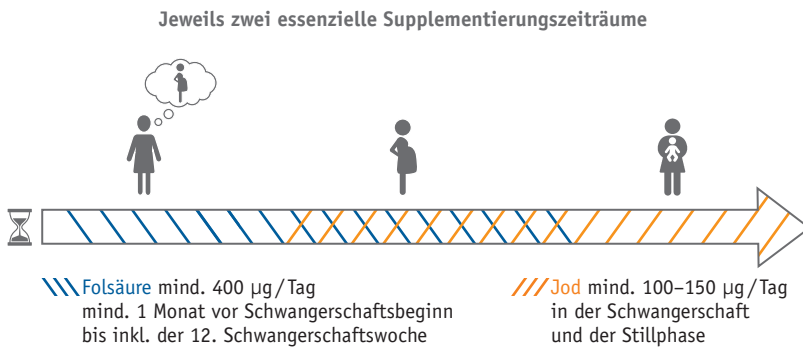 Jeweils zwei essenzielle Supplementierungszeiträume
Folsäure mind. 400 µg/Tag
mind. 1 Monat vor Schwangerschaftsbeginn
bis inkl. der 12. Schwangerschaftswoche
Jod mind. 100–150 µg/Tag
in der Schwangerschaft
und der Stillphase